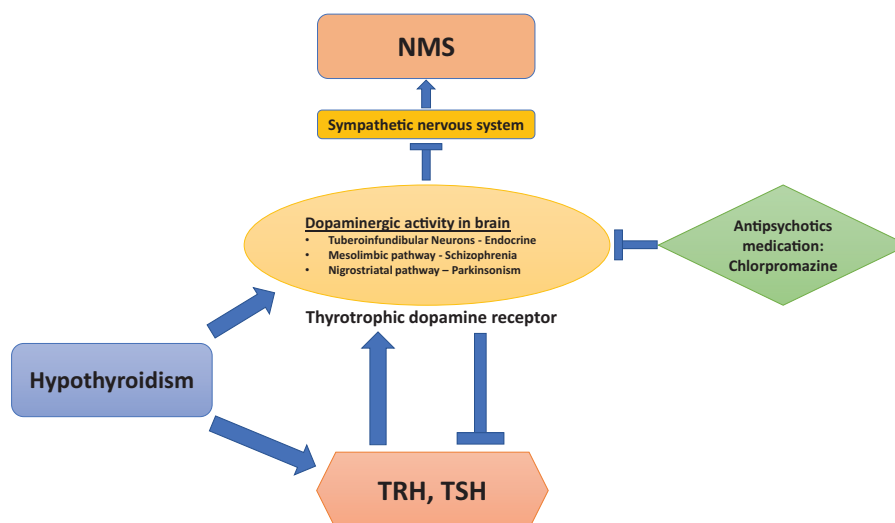 NMS
Sympathetic nervous system
Dopaminergic activity in brain
• Tuberoinfundibular Neurons - Endocrine
• Mesolimbic pathway - Schizophrenia
• Nigrostriatal pathway – Parkinsonism
Antipsychotics
medication:
Chlorpromazine
Thyrotrophic dopamine receptor
Hypothyroidism
TRH, TSH